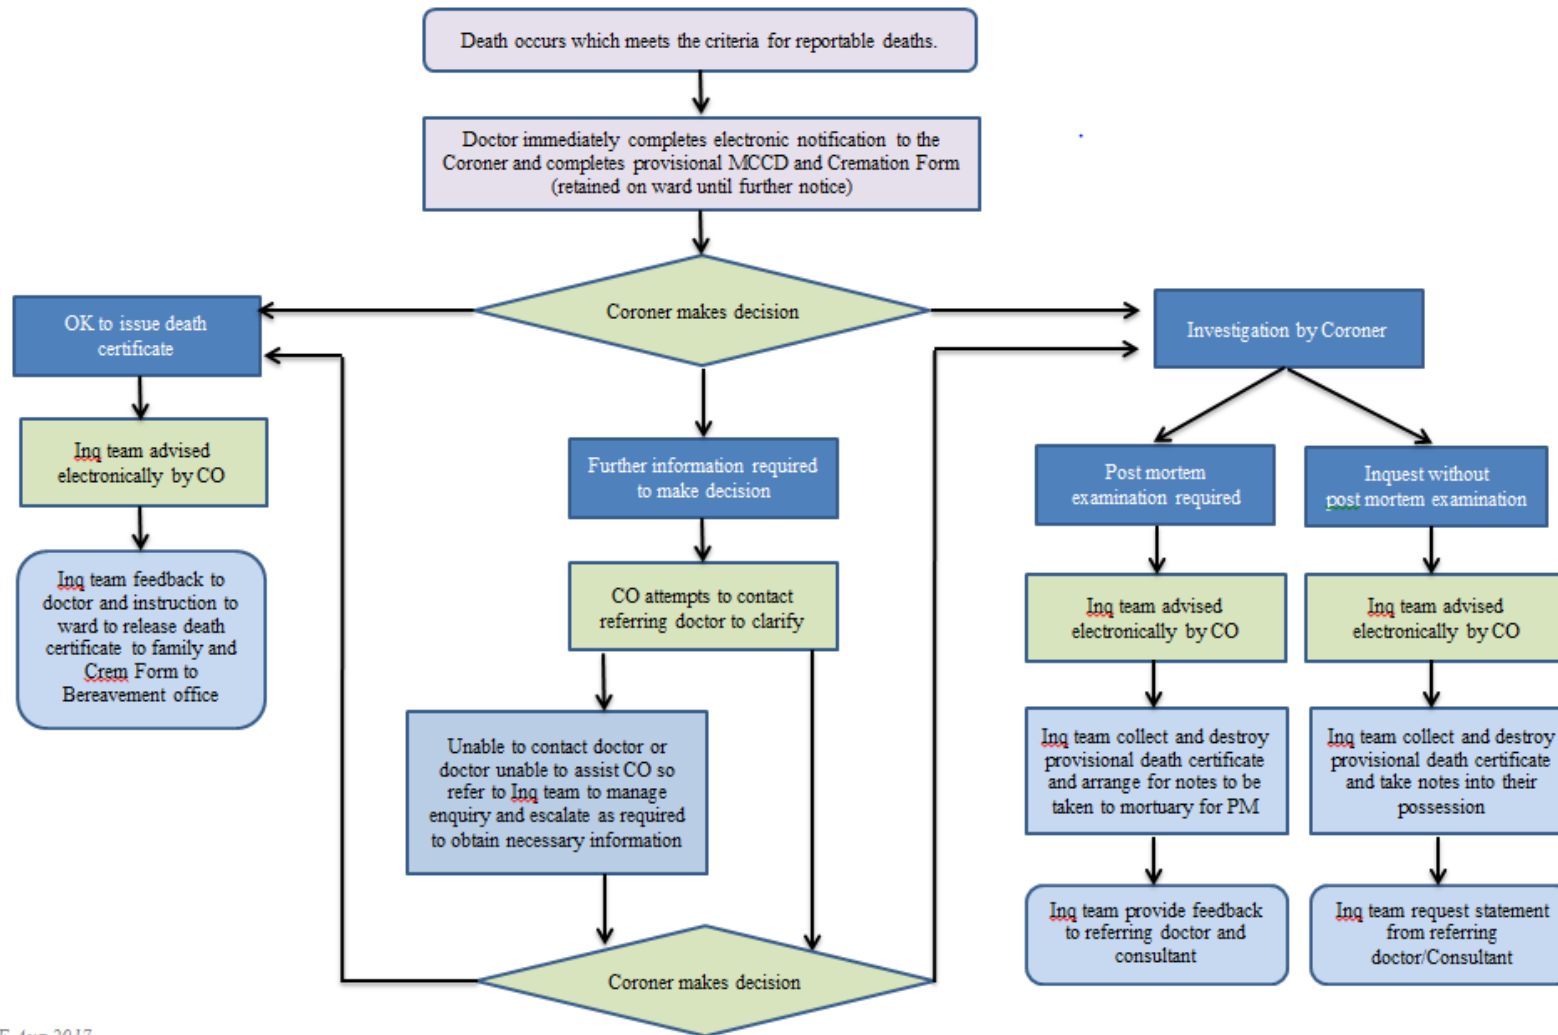 Death occurs which meets the criteria for reportable deaths.
Doctor immediately completes electronic notification to the
Coroner and completes provisional MCCD and Cremation Form
(retained on ward until further notice)
Coroner makes decision
OK to issue death
certificate
Inq team advised
electronically by CO
Inq team feedback to
doctor and instruction to
ward to release death
certificate to family and
Crem Form to
Bereavement office
Further information required
to make decision
CO attempts to contact
referring doctor to clarify
Unable to contact doctor or
doctor unable to assist CO so
refer to Inq team to manage
enquiry and escalate as required
to obtain necessary information
Coroner makes decision
Investigation by Coroner
Post mortem
examination required
Inq team advised
electronically by CO
Inq team collect and destroy
provisional death certificate
and arrange for notes to be
taken to mortuary for PM
Inq team provide feedback
to referring doctor and
consultant
Inquest without
post mortem examination
Inq team advised
electronically by CO
Inq team collect and destroy
provisional death certificate
and take notes into their
possession
Inq team request statement
from referring
doctor/Consultant
Aug 2017